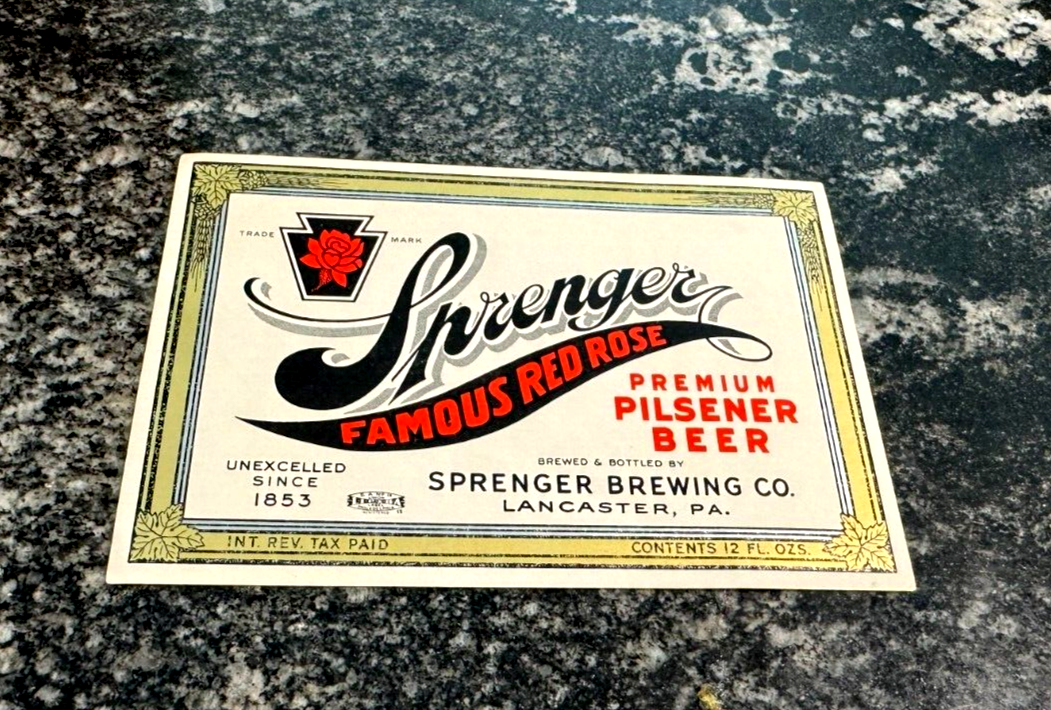 TRADE MARK
Sprenger
FAMOUS RED ROSE
PREMIUM
PILSENER
BEER
UNEXCELLED
SINCE
1853
BREWED & BOTTLED BY
SPRENGER BREWING CO.
LANCASTER, PA.
INT. REV. TAX PAID
CONTENTS 12 FL. OZS.